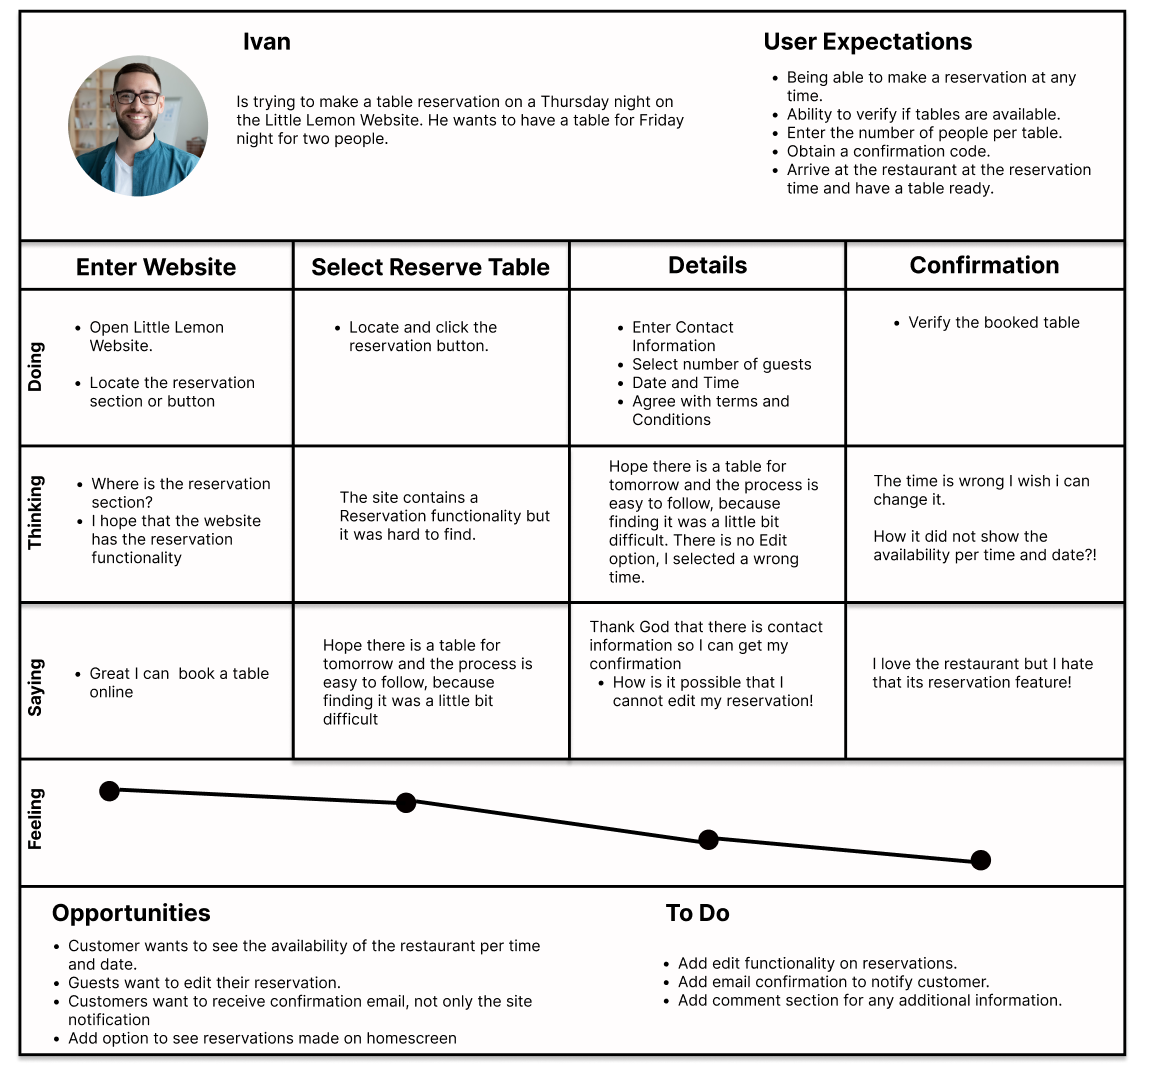 Ivan
Is trying to make a table reservation on a Thursday night on
the Little Lemon Website. He wants to have a table for Friday
night for two people.
User Expectations
• Being able to make a reservation at any
time.
• Ability to verify if tables are available.
• Enter the number of people per table.
• Obtain a confirmation code.
• Arrive at the restaurant at the reservation
time and have a table ready.
Enter Website
Select Reserve Table
Details
Confirmation
Doing
• Open Little Lemon
Website.
• Locate the reservation
section or button
• Locate and click the
reservation button.
• Enter Contact
Information
• Select number of guests
• Date and Time
• Agree with terms and
Conditions
• Verify the booked table
Thinking
• Where is the reservation
section?
• I hope that the website
has the reservation
functionality
The site contains a
Reservation functionality but
it was hard to find.
Hope there is a table for
tomorrow and the process is
easy to follow, because
finding it was a little bit
difficult. There is no Edit
option, I selected a wrong
time.
The time is wrong I wish i can
change it.
How it did not show the
availability per time and date?!
Saying
• Great I can  book a table
online
Hope there is a table for
tomorrow and the process is
easy to follow, because
finding it was a little bit
difficult
Thank God that there is contact
information so I can get my
confirmation
• How is it possible that I
cannot edit my reservation!
I love the restaurant but I hate
that its reservation feature!
Feeling
Opportunities
• Customer wants to see the availability of the restaurant per time
and date.
• Guests want to edit their reservation.
• Customers want to receive confirmation email, not only the site
notification
• Add option to see reservations made on homescreen
To Do
• Add edit functionality on reservations.
• Add email confirmation to notify customer.
• Add comment section for any additional information.